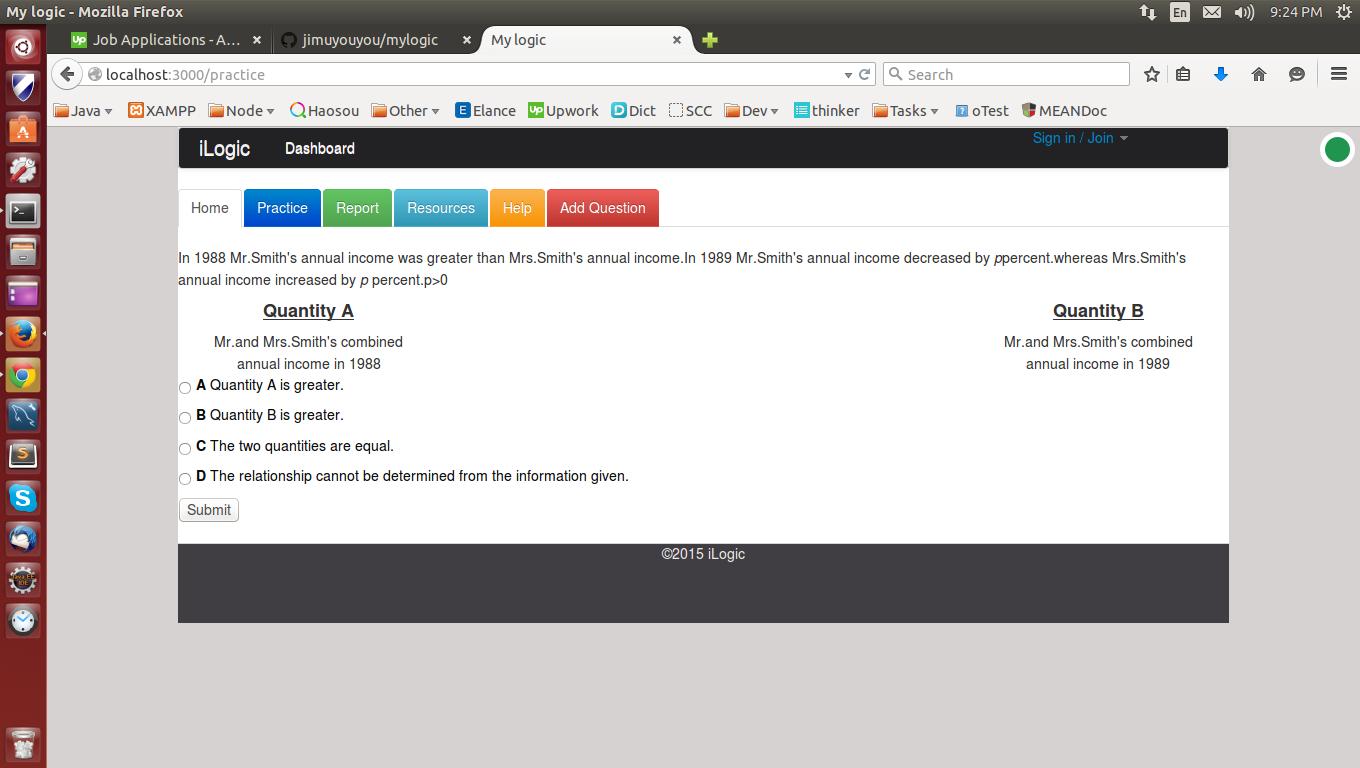 My logic - Mozilla Firefox
En
9:24 PM
Up Job Applications - A...
jimuyouyou/mylogic
My logic
localhost:3000/practice
Search
Java
XAMPP
Node
Haosou
Other
E Elance
Up Upwork
D Dict
SCC
Dev
thinker
Tasks
? oTest
MEANDoc
iLogic
Dashboard
Sign in / Join
Home
Practice
Report
Resources
Help
Add Question
In 1988 Mr.Smith's annual income was greater than Mrs.Smith's annual income.In 1989 Mr.Smith's annual income decreased by ppercent.whereas Mrs.Smith's
annual income increased by p percent.p>0
Quantity A
Quantity B
Mr.and Mrs.Smith's combined
annual income in 1988
Mr.and Mrs.Smith's combined
annual income in 1989
A Quantity A is greater.
B Quantity B is greater.
C The two quantities are equal.
D The relationship cannot be determined from the information given.
Submit
©2015 iLogic